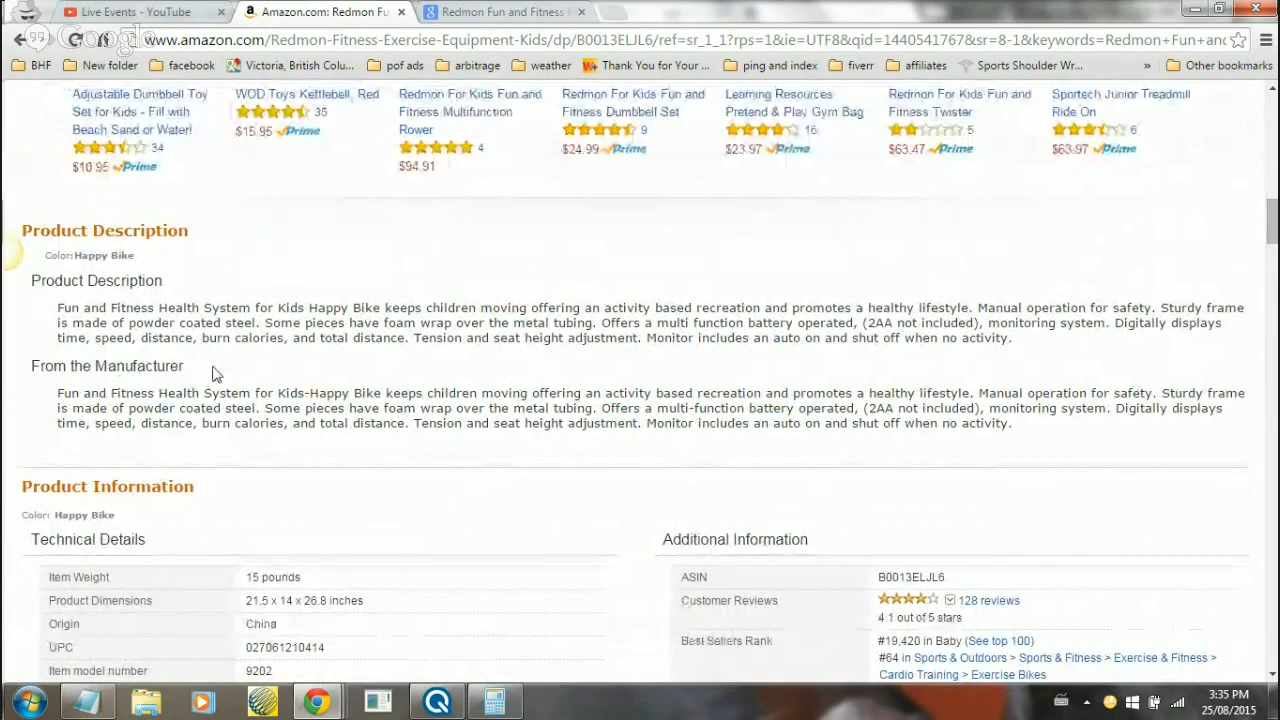 Live Events - YouTube
Amazon.com: Redmon Fu
Redmon Fun and Fitness
Google
www.amazon.com/Redmon-Fitness-Exercise-Equipment-Kids/dp/B0013ELJL6/ref=sr_1_1?rps=1&ie=UTF8&qid=1440541767&sr=8-1&keywords=Redmon+Fun+and
BHF New folder facebook Victoria, British Colu... pof ads arbitrage weather Thank You for Your ... ping and index fiverr affiliates Sports Shoulder Wr... » Other bookmarks
Adjustable Dumbbell Toy
Set for Kids - Fill with
Beach Sand or Water!
34
$10.95 Prime
WOD Toys Kettlebell, Red
35
$15.95 Prime
Redmon For Kids Fun and
Fitness Multifunction
Rower
4
$94.91
Redmon For Kids Fun and
Fitness Dumbbell Set
9
$24.99 Prime
Learning Resources
Pretend & Play Gym Bag
16
$23.97 Prime
Redmon For Kids Fun and
Fitness Twister
5
$63.47 Prime
Sportech Junior Treadmill
Ride On
6
$63.97 Prime
Product Description
Color: Happy Bike
Product Description
Fun and Fitness Health System for Kids Happy Bike keeps children moving offering an activity based recreation and promotes a healthy lifestyle. Manual operation for safety. Sturdy frame
is made of powder coated steel. Some pieces have foam wrap over the metal tubing. Offers a multi function battery operated, (2AA not included), monitoring system. Digitally displays
time, speed, distance, burn calories, and total distance. Tension and seat height adjustment. Monitor includes an auto on and shut off when no activity.
From the Manufacturer
Fun and Fitness Health System for Kids-Happy Bike keeps children moving offering an activity based recreation and promotes a healthy lifestyle. Manual operation for safety. Sturdy frame
is made of powder coated steel. Some pieces have foam wrap over the metal tubing. Offers a multi-function battery operated, (2AA not included), monitoring system. Digitally displays
time, speed, distance, burn calories, and total distance. Tension and seat height adjustment. Monitor includes an auto on and shut off when no activity.
Product Information
Color: Happy Bike
Technical Details
Item Weight 15 pounds
Product Dimensions 21.5 x 14 x 26.8 inches
Origin China
UPC 027061210414
Item model number 9202
Additional Information
ASIN B0013ELJL6
Customer Reviews 128 reviews
4.1 out of 5 stars
Best Sellers Rank #19,420 in Baby (See top 100)
#64 in Sports & Outdoors > Sports & Fitness > Exercise & Fitness >
Cardio Training > Exercise Bikes
3:35 PM
25/08/2015